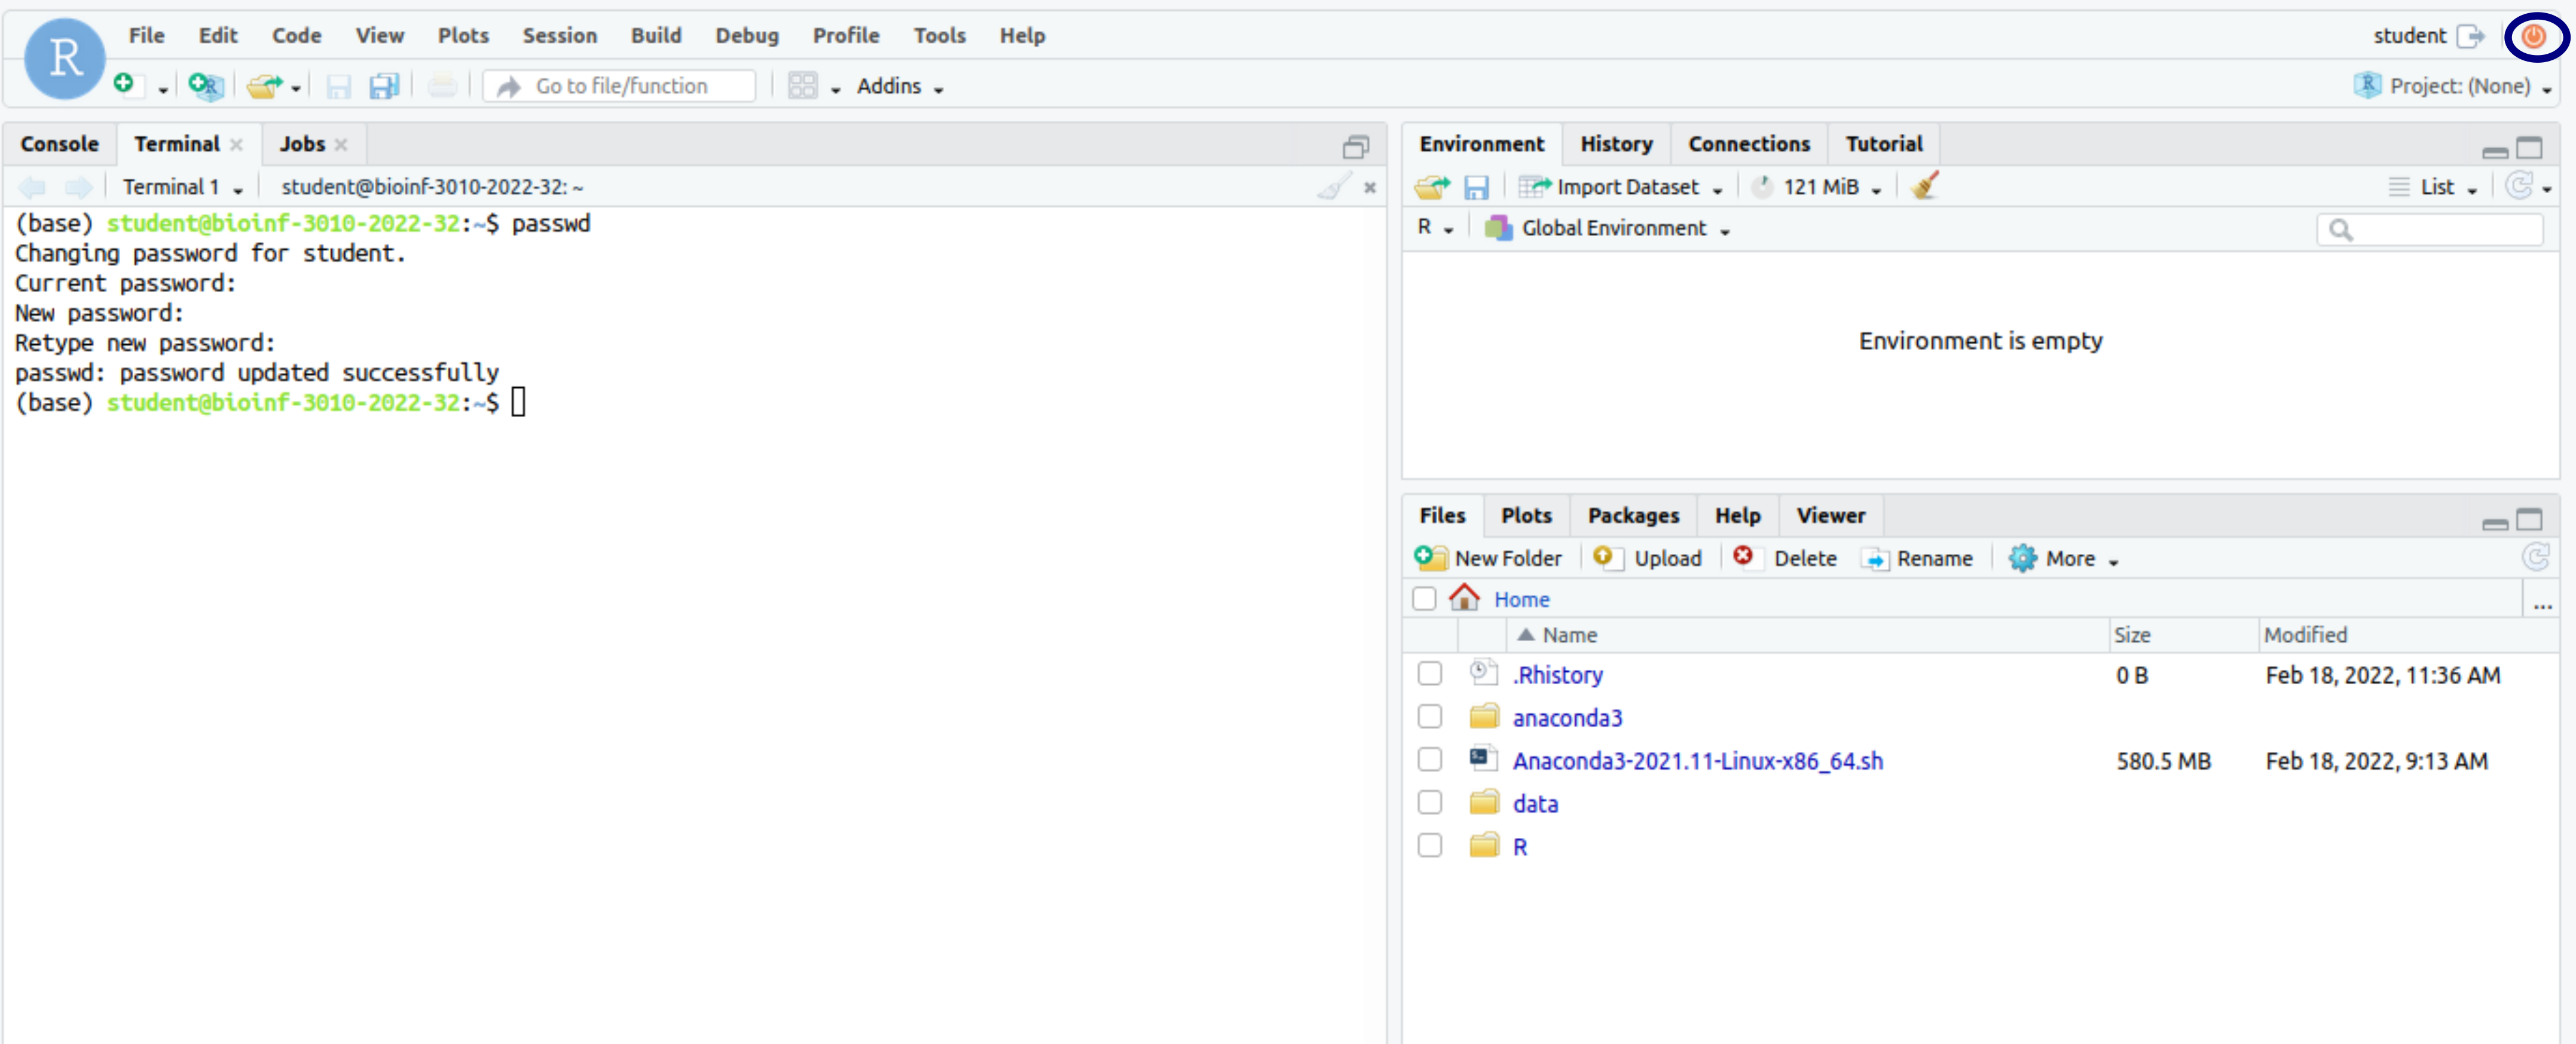 R
File Edit Code View Plots Session Build Debug Profile Tools Help
student
Go to file/function
Addins
Project: (None)
Console Terminal Jobs
Terminal 1 student@bioinf-3010-2022-32: ~
(base) student@bioinf-3010-2022-32:~$ passwd
Changing password for student.
Current password:
New password:
Retype new password:
passwd: password updated successfully
(base) student@bioinf-3010-2022-32:~$
Environment History Connections Tutorial
Import Dataset 121 MiB List
R Global Environment
Environment is empty
Files Plots Packages Help Viewer
New Folder Upload Delete Rename More
Home ...
Name Size Modified
.Rhistory 0 B Feb 18, 2022, 11:36 AM
anaconda3
Anaconda3-2021.11-Linux-x86_64.sh 580.5 MB Feb 18, 2022, 9:13 AM
data
R